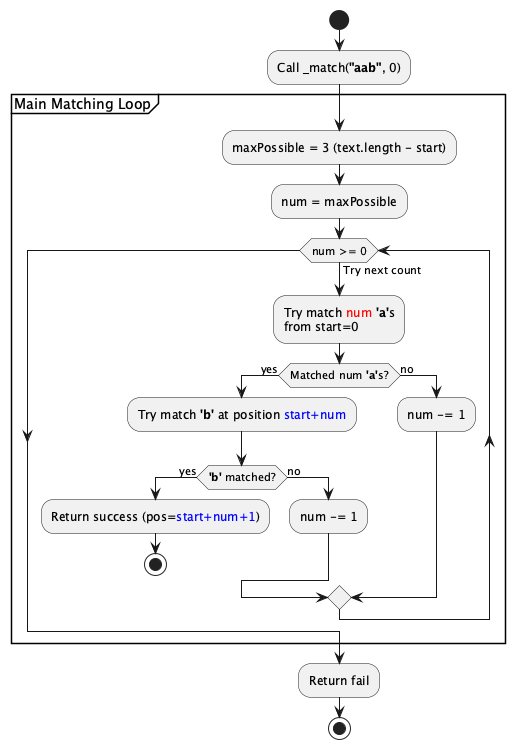 Call _match("aab", 0)
Main Matching Loop
maxPossible = 3 (text.length - start)
num = maxPossible
num >= 0
Try next count
Try match num 'a's
from start=0
yes
Matched num 'a's?
no
Try match 'b' at position start+num
num -= 1
yes
'b' matched?
no
Return success (pos=start+num+1)
num -= 1
Return fail